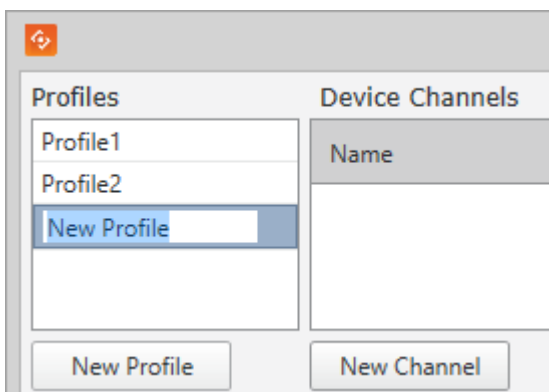 Profiles
Device Channels
Profile1
Profile2
New Profile
Name
New Profile
New Channel